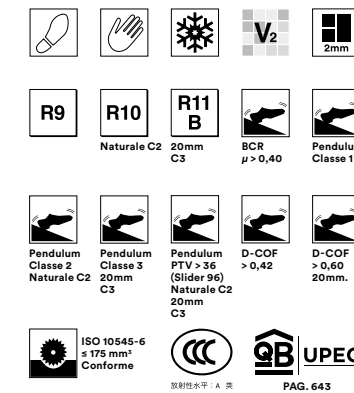 V2
2mm
R9
R10
R11
B
Naturale C2
20mm
C3
BCR
μ > 0,40
Pendulu
Classe 1
Pendulum
Classe 2
Naturale C2
Pendulum
Classe 3
20mm
C3
Pendulum
PTV > 36
(Slider 96)
Naturale C2
20mm
C3
D-COF
> 0,42
D-COF
> 0,60
20mm.
ISO 10545-6
≤ 175 mm³
Conforme
CCC
放射性水平：A 类
QB
UPEC
PAG. 643